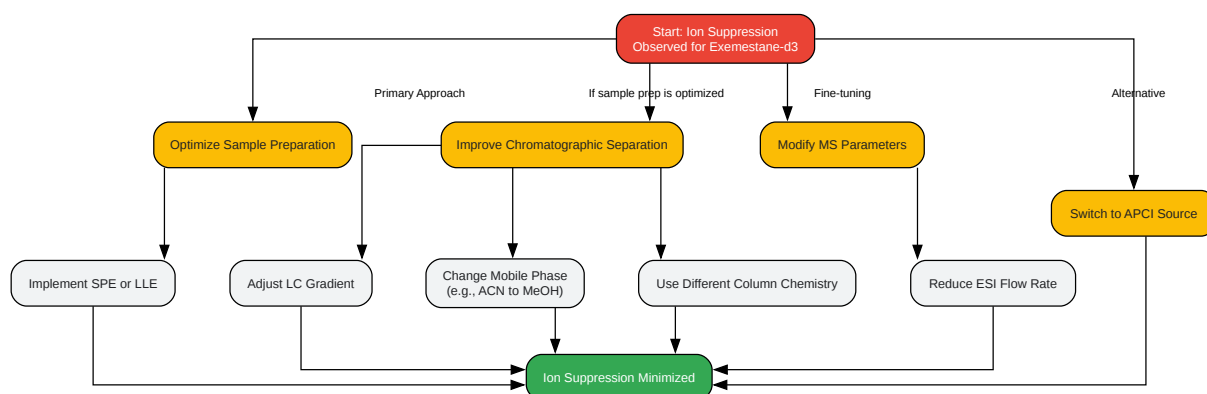 Start: Ion Suppression
Observed for Exemestane-d3
Primary Approach
If sample prep is optimized
Fine-tuning
Alternative
Optimize Sample Preparation
Improve Chromatographic Separation
Modify MS Parameters
Switch to APCI Source
Implement SPE or LLE
Adjust LC Gradient
Change Mobile Phase
(e.g., ACN to MeOH)
Use Different Column Chemistry
Reduce ESI Flow Rate
Ion Suppression Minimized